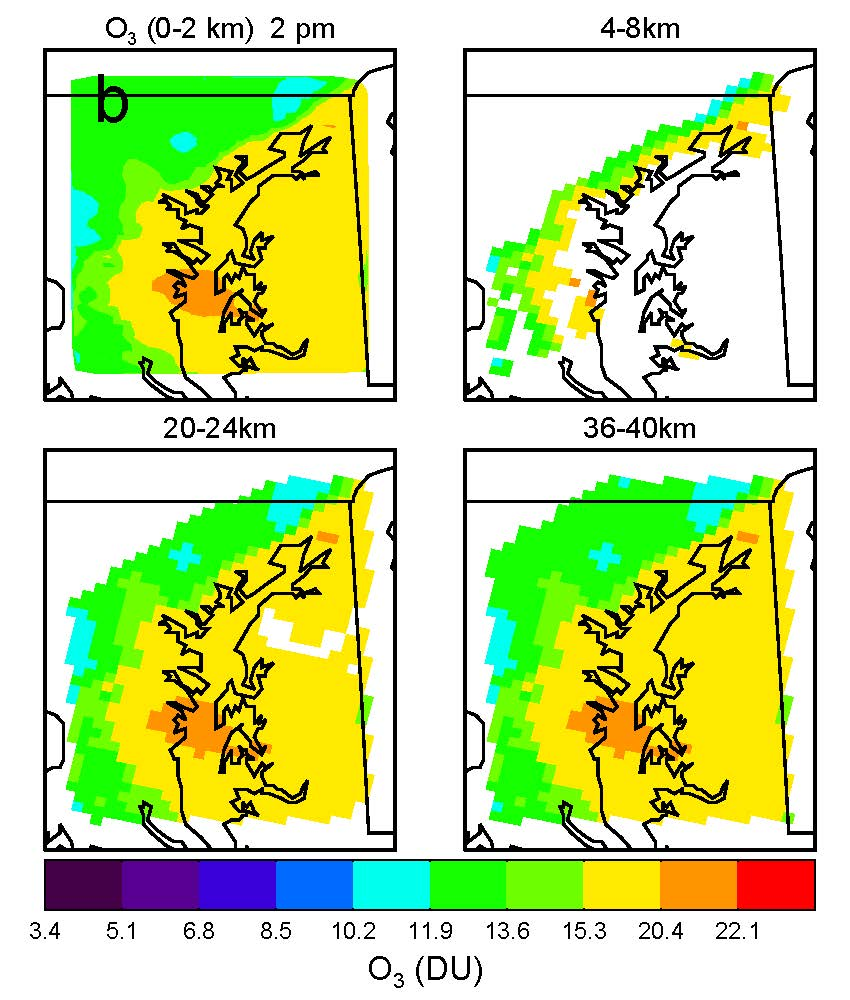 O₃ (0-2 km) 2 pm
4-8km
b
20-24km
36-40km
3.4 5.1 6.8 8.5 10.2 11.9 13.6 15.3 20.4 22.1
O₃ (DU)